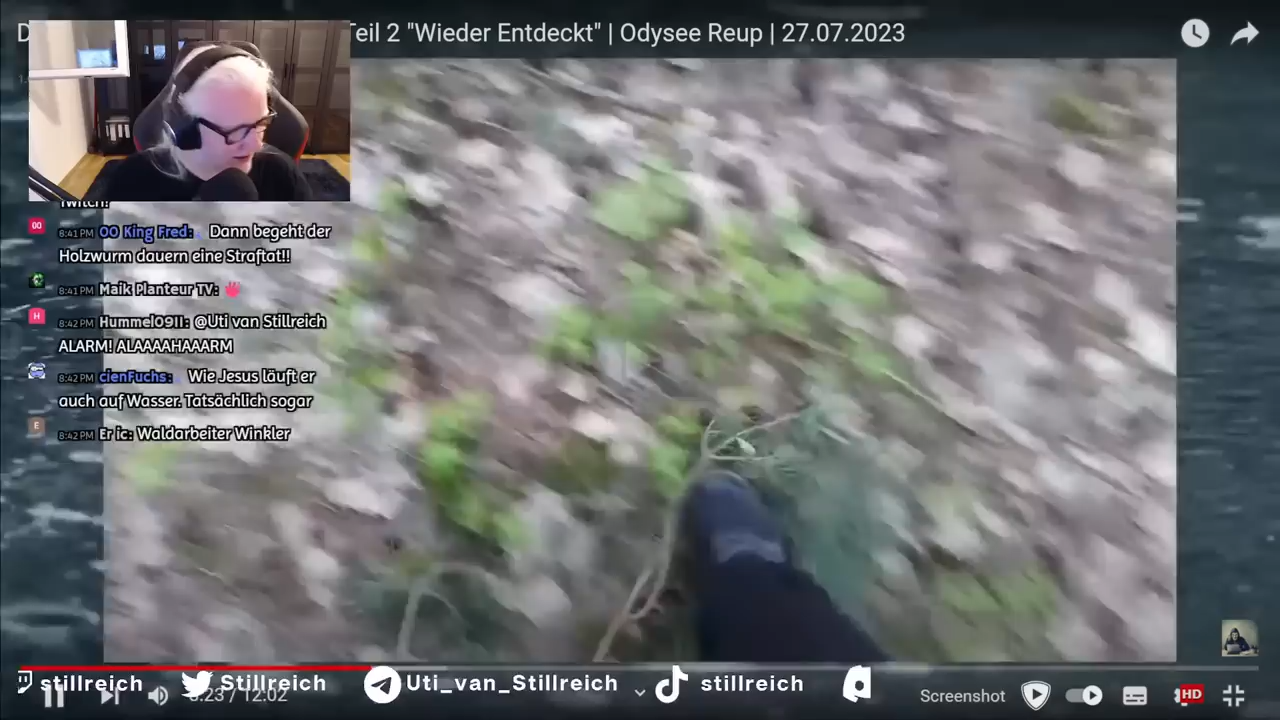 Teil 2 "Wieder Entdeckt" | Odysee Reup | 27.07.2023
Twitch!
8:41 PM OO King Fred: Dann begeht der
Holzwurm dauern eine Straftat!!
8:41 PM Maik Planteur TV:
8:42 PM Hummel0911: @Uti van Stillreich
ALARM! ALAAAAHAAARM
8:42 PM cienFuchs: Wie Jesus läuft er
auch auf Wasser. Tatsächlich sogar
8:42 PM Er ic: Waldarbeiter Winkler
stillreich Stillreich Uti_van_Stillreich stillreich
:23 / 12:02 Screenshot HD